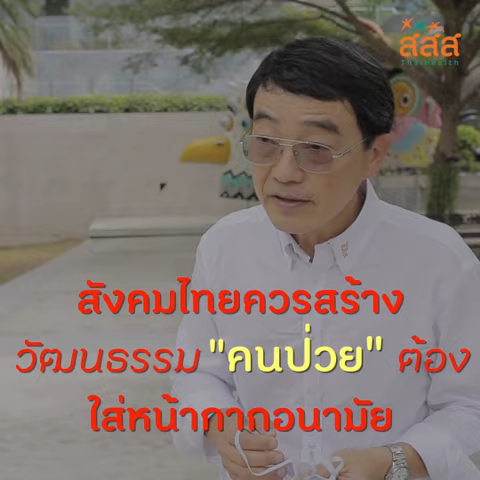 สสส
ThaiHealth
สังคมไทยควรสร้าง
วัฒนธรรม "คนป่วย" ต้อง
ใส่หน้ากากอนามัย